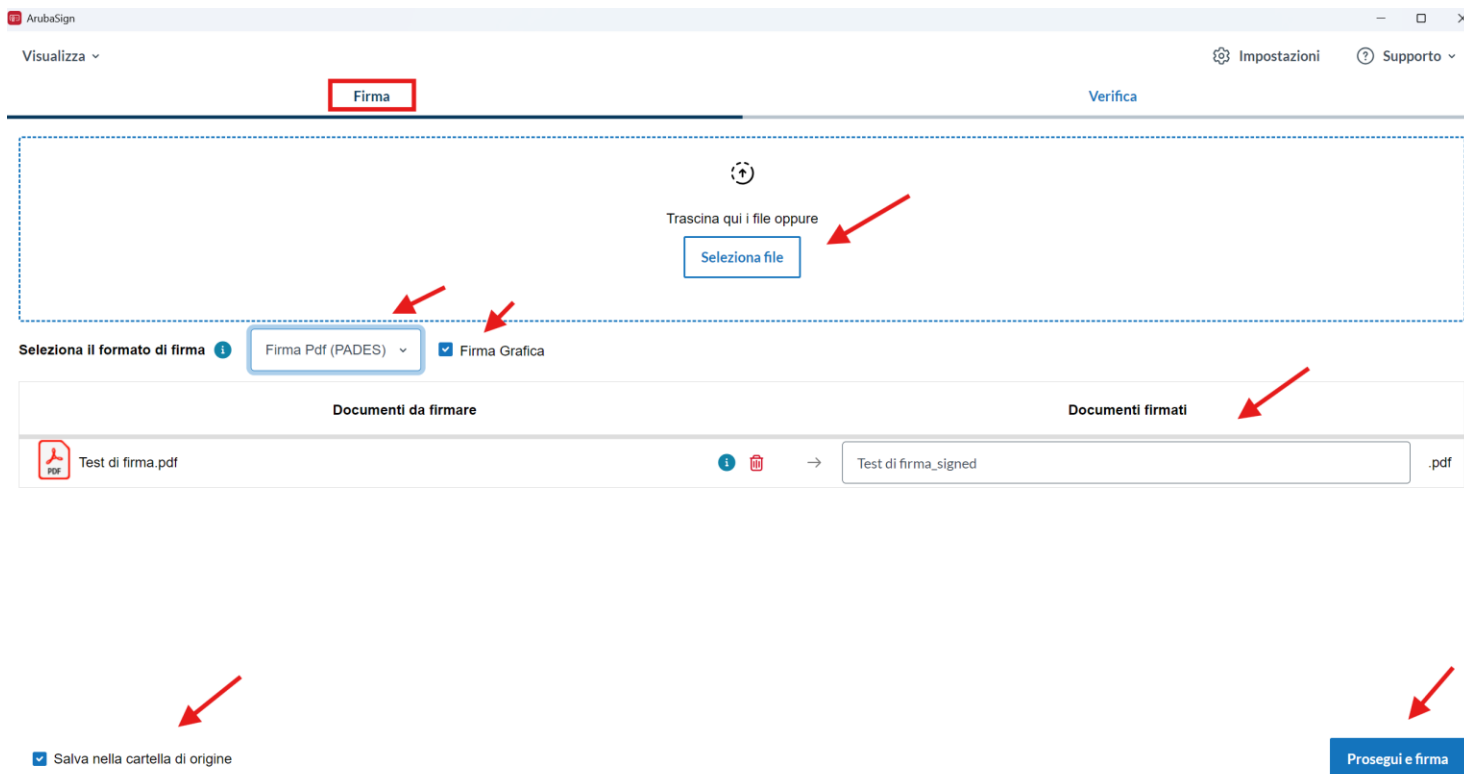 ArubaSign
Visualizza
Impostazioni
Supporto
Firma
Verifica
Trascina qui i file oppure
Seleziona file
Seleziona il formato di firma
Firma Pdf (PADES)
Firma Grafica
Documenti da firmare
Documenti firmati
PDF
Test di firma.pdf
Test di firma_signed
.pdf
Salva nella cartella di origine
Prosegui e firma